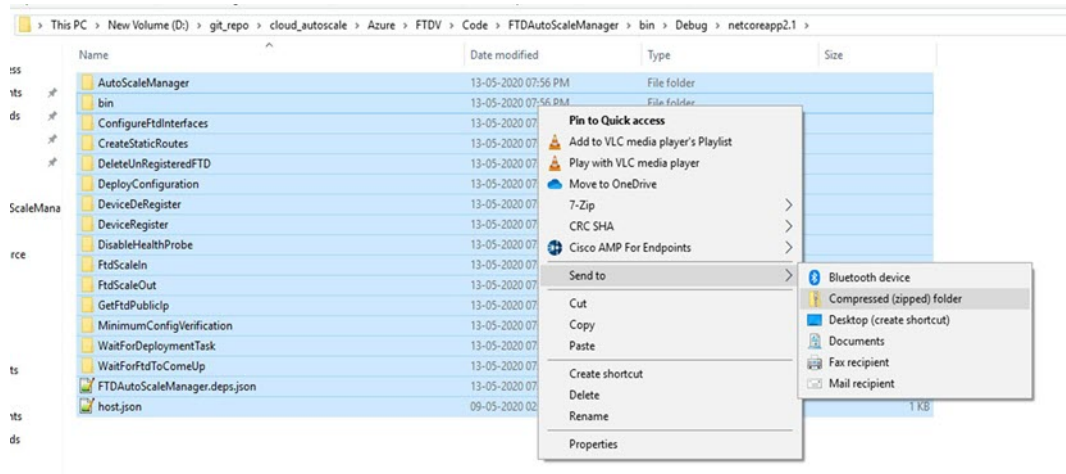 This PC > New Volume (D:) > git_repo > cloud_autoscale > Azure > FTDV > Code > FTDAutoScaleManager > bin > Debug > netcoreapp2.1 >
Name Date modified Type Size
ess
AutoScaleManager 13-05-2020 07:56 PM File folder
nts
bin 13-05-2020 07:56 PM File folder
ds
ConfigureFtdInterfaces 13-05-2020 07
CreateStaticRoutes 13-05-2020 07
DeleteUnRegisteredFTD 13-05-2020 07
DeployConfiguration 13-05-2020 07
ScaleMana
DeviceDeRegister 13-05-2020 07
DeviceRegister 13-05-2020 07
DisableHealthProbe 13-05-2020 07
rce
FtdScaleIn 13-05-2020 07
FtdScaleOut 13-05-2020 07
GetFtdPublicIp 13-05-2020 07
MinimumConfigVerification 13-05-2020 07
WaitForDeploymentTask 13-05-2020 07
ts
WaitForFtdToComeUp 13-05-2020 07
FTDAutoScaleManager.deps.json 13-05-2020 07
nts
host.json 09-05-2020 02 1 KB
ds
Pin to Quick access
Add to VLC media player's Playlist
Play with VLC media player
Move to OneDrive
7-Zip >
CRC SHA >
Cisco AMP For Endpoints >
Send to >
Cut
Copy
Paste
Create shortcut
Delete
Rename
Properties
Bluetooth device
Compressed (zipped) folder
Desktop (create shortcut)
Documents
Fax recipient
Mail recipient